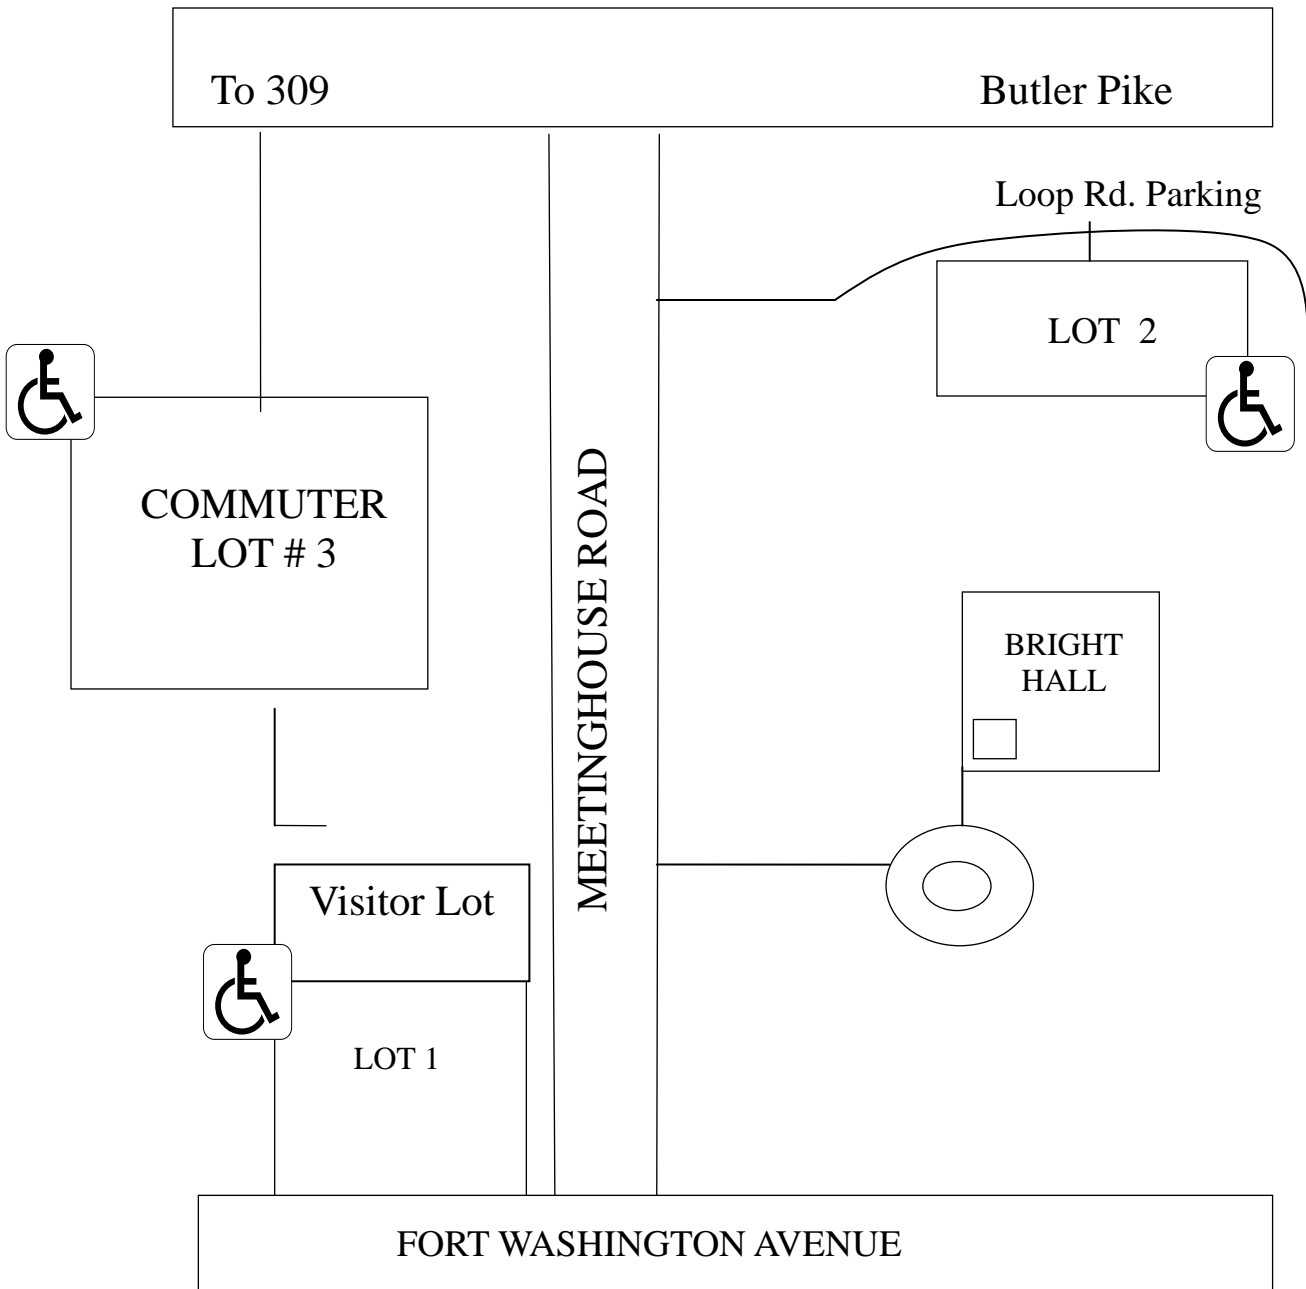 To 309
Butler Pike
Loop Rd. Parking
LOT 2
COMMUTER
LOT # 3
MEETINGHOUSE ROAD
BRIGHT
HALL
Visitor Lot
LOT 1
FORT WASHINGTON AVENUE